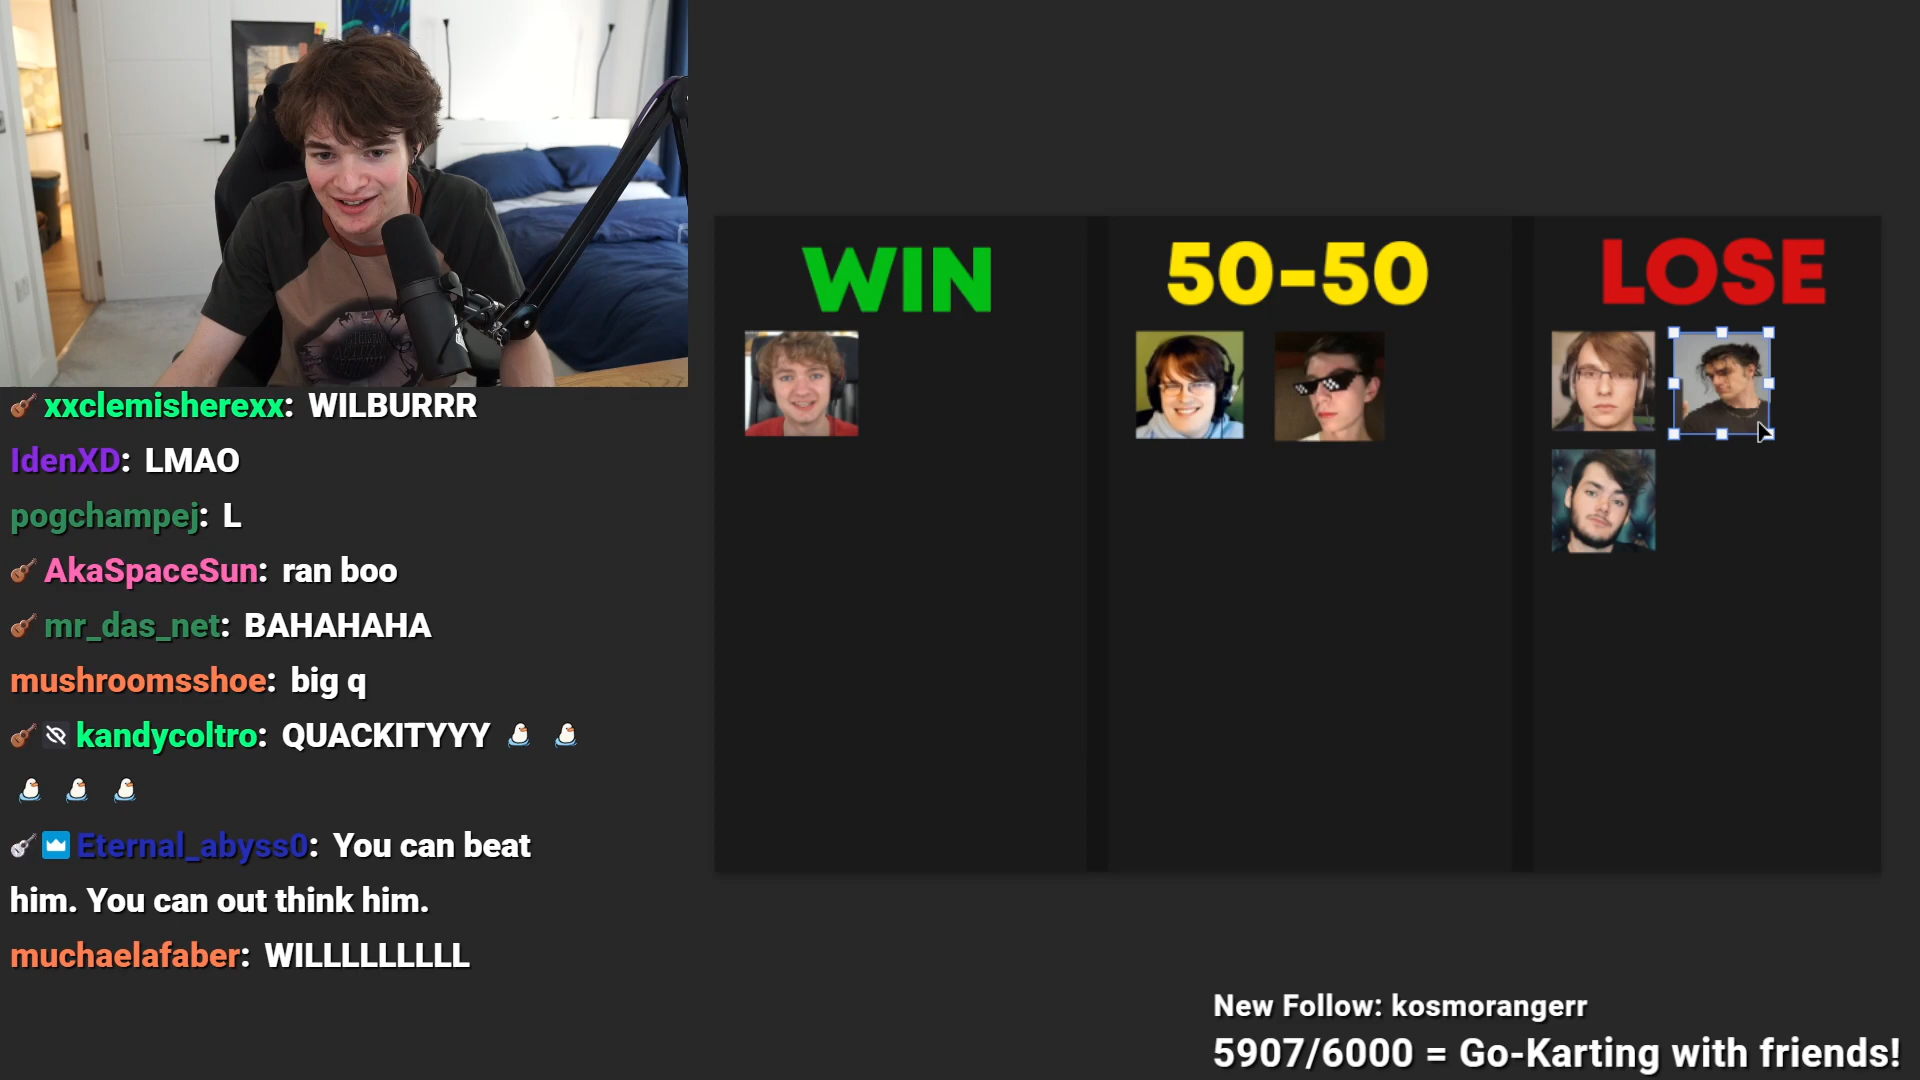 xxclemisherexx: WILBURRR
IdenXD: LMAO
pogchampej: L
AkaSpaceSun: ran boo
mr_das_net: BAHAHAHA
mushroomsshoe: big q
kandycoltro: QUACKITYYY
Eternal_abyss0: You can beat
him. You can out think him.
muchaelafaber: WILLLLLLLLL
WIN
50-50
LOSE
New Follow: kosmorangerr
5907/6000 = Go-Karting with friends!